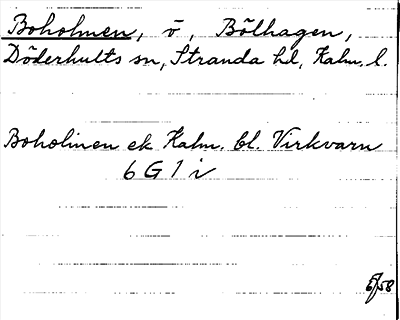 Boholmen, ö, Bölhagen,
Döderhults sn, Stranda hd, Kalm. l.
Boholmen ek Kalm. bl. Virkvarn
6 G 1 i
6/58